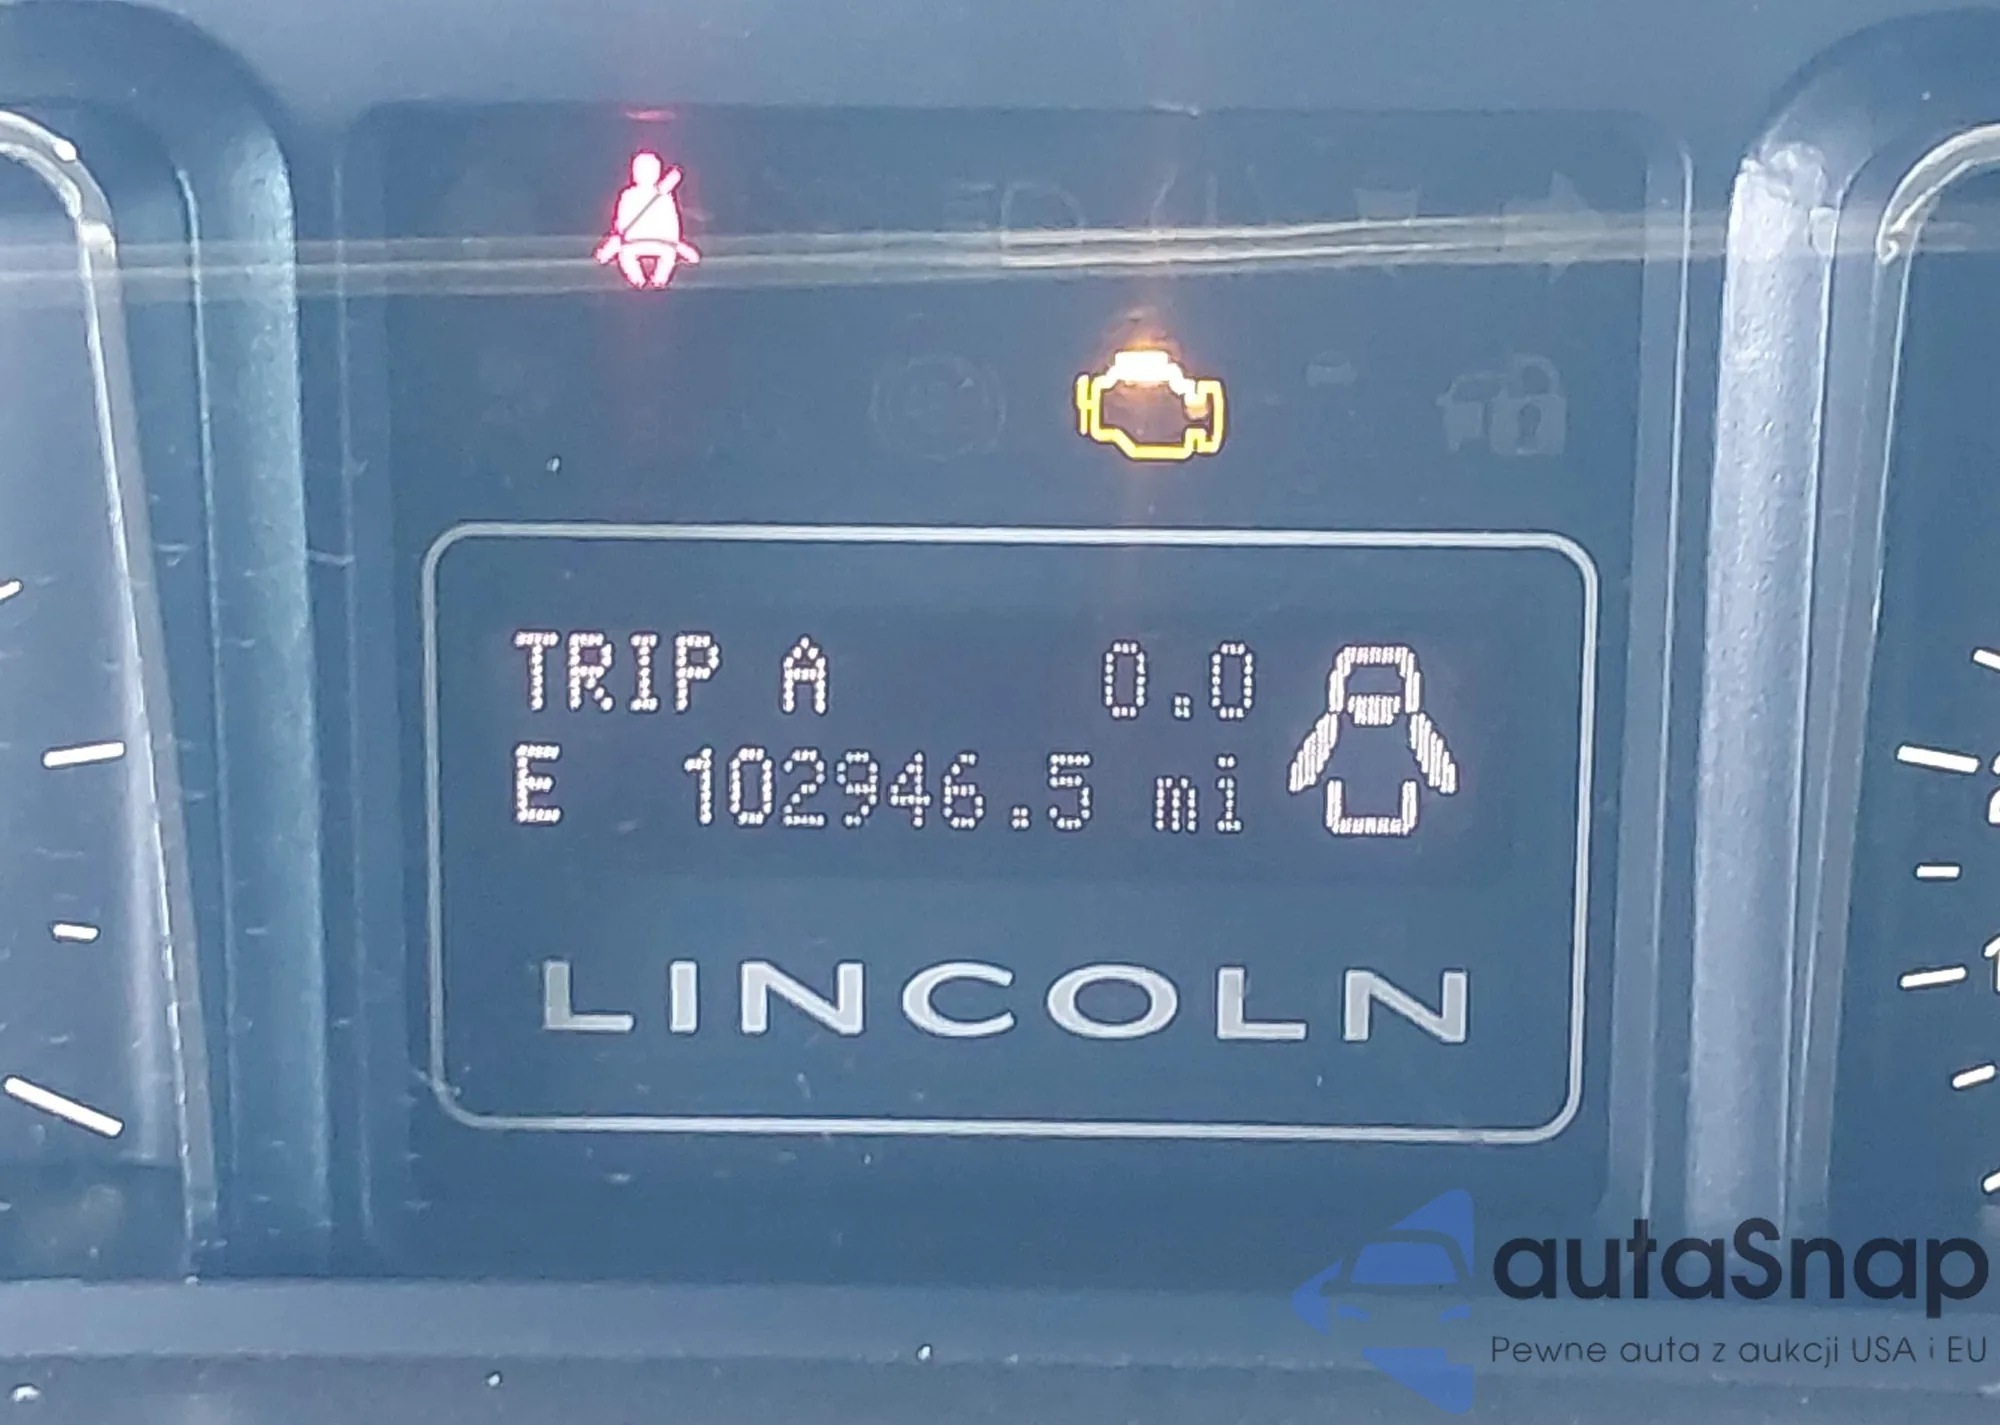 TRIP A 0.0
E 102946.5 mi
LINCOLN
autaSnap
Pewne auta z aukcji USA i EU